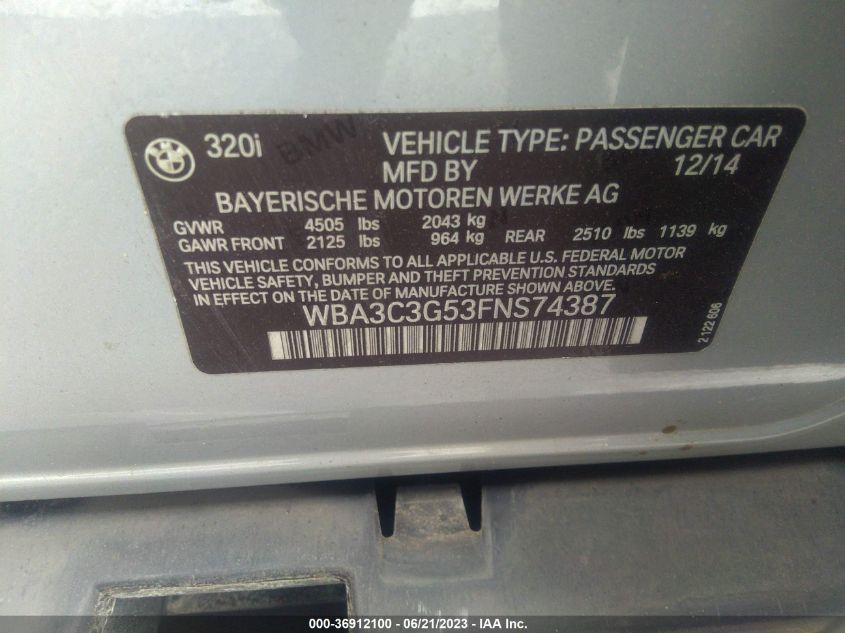 320i VEHICLE TYPE: PASSENGER CAR
MFD BY 12/14
BAYERISCHE MOTOREN WERKE AG
GVWR 4505 lbs 2043 kg
GAWR FRONT 2125 lbs 964 kg REAR 2510 lbs 1139 kg
THIS VEHICLE CONFORMS TO ALL APPLICABLE U.S. FEDERAL MOTOR
VEHICLE SAFETY, BUMPER AND THEFT PREVENTION STANDARDS
IN EFFECT ON THE DATE OF MANUFACTURE SHOWN ABOVE.
WBA3C3G53FNS74387
2 122 606
BMW
000-36912100 - 06/21/2023 - IAA Inc.